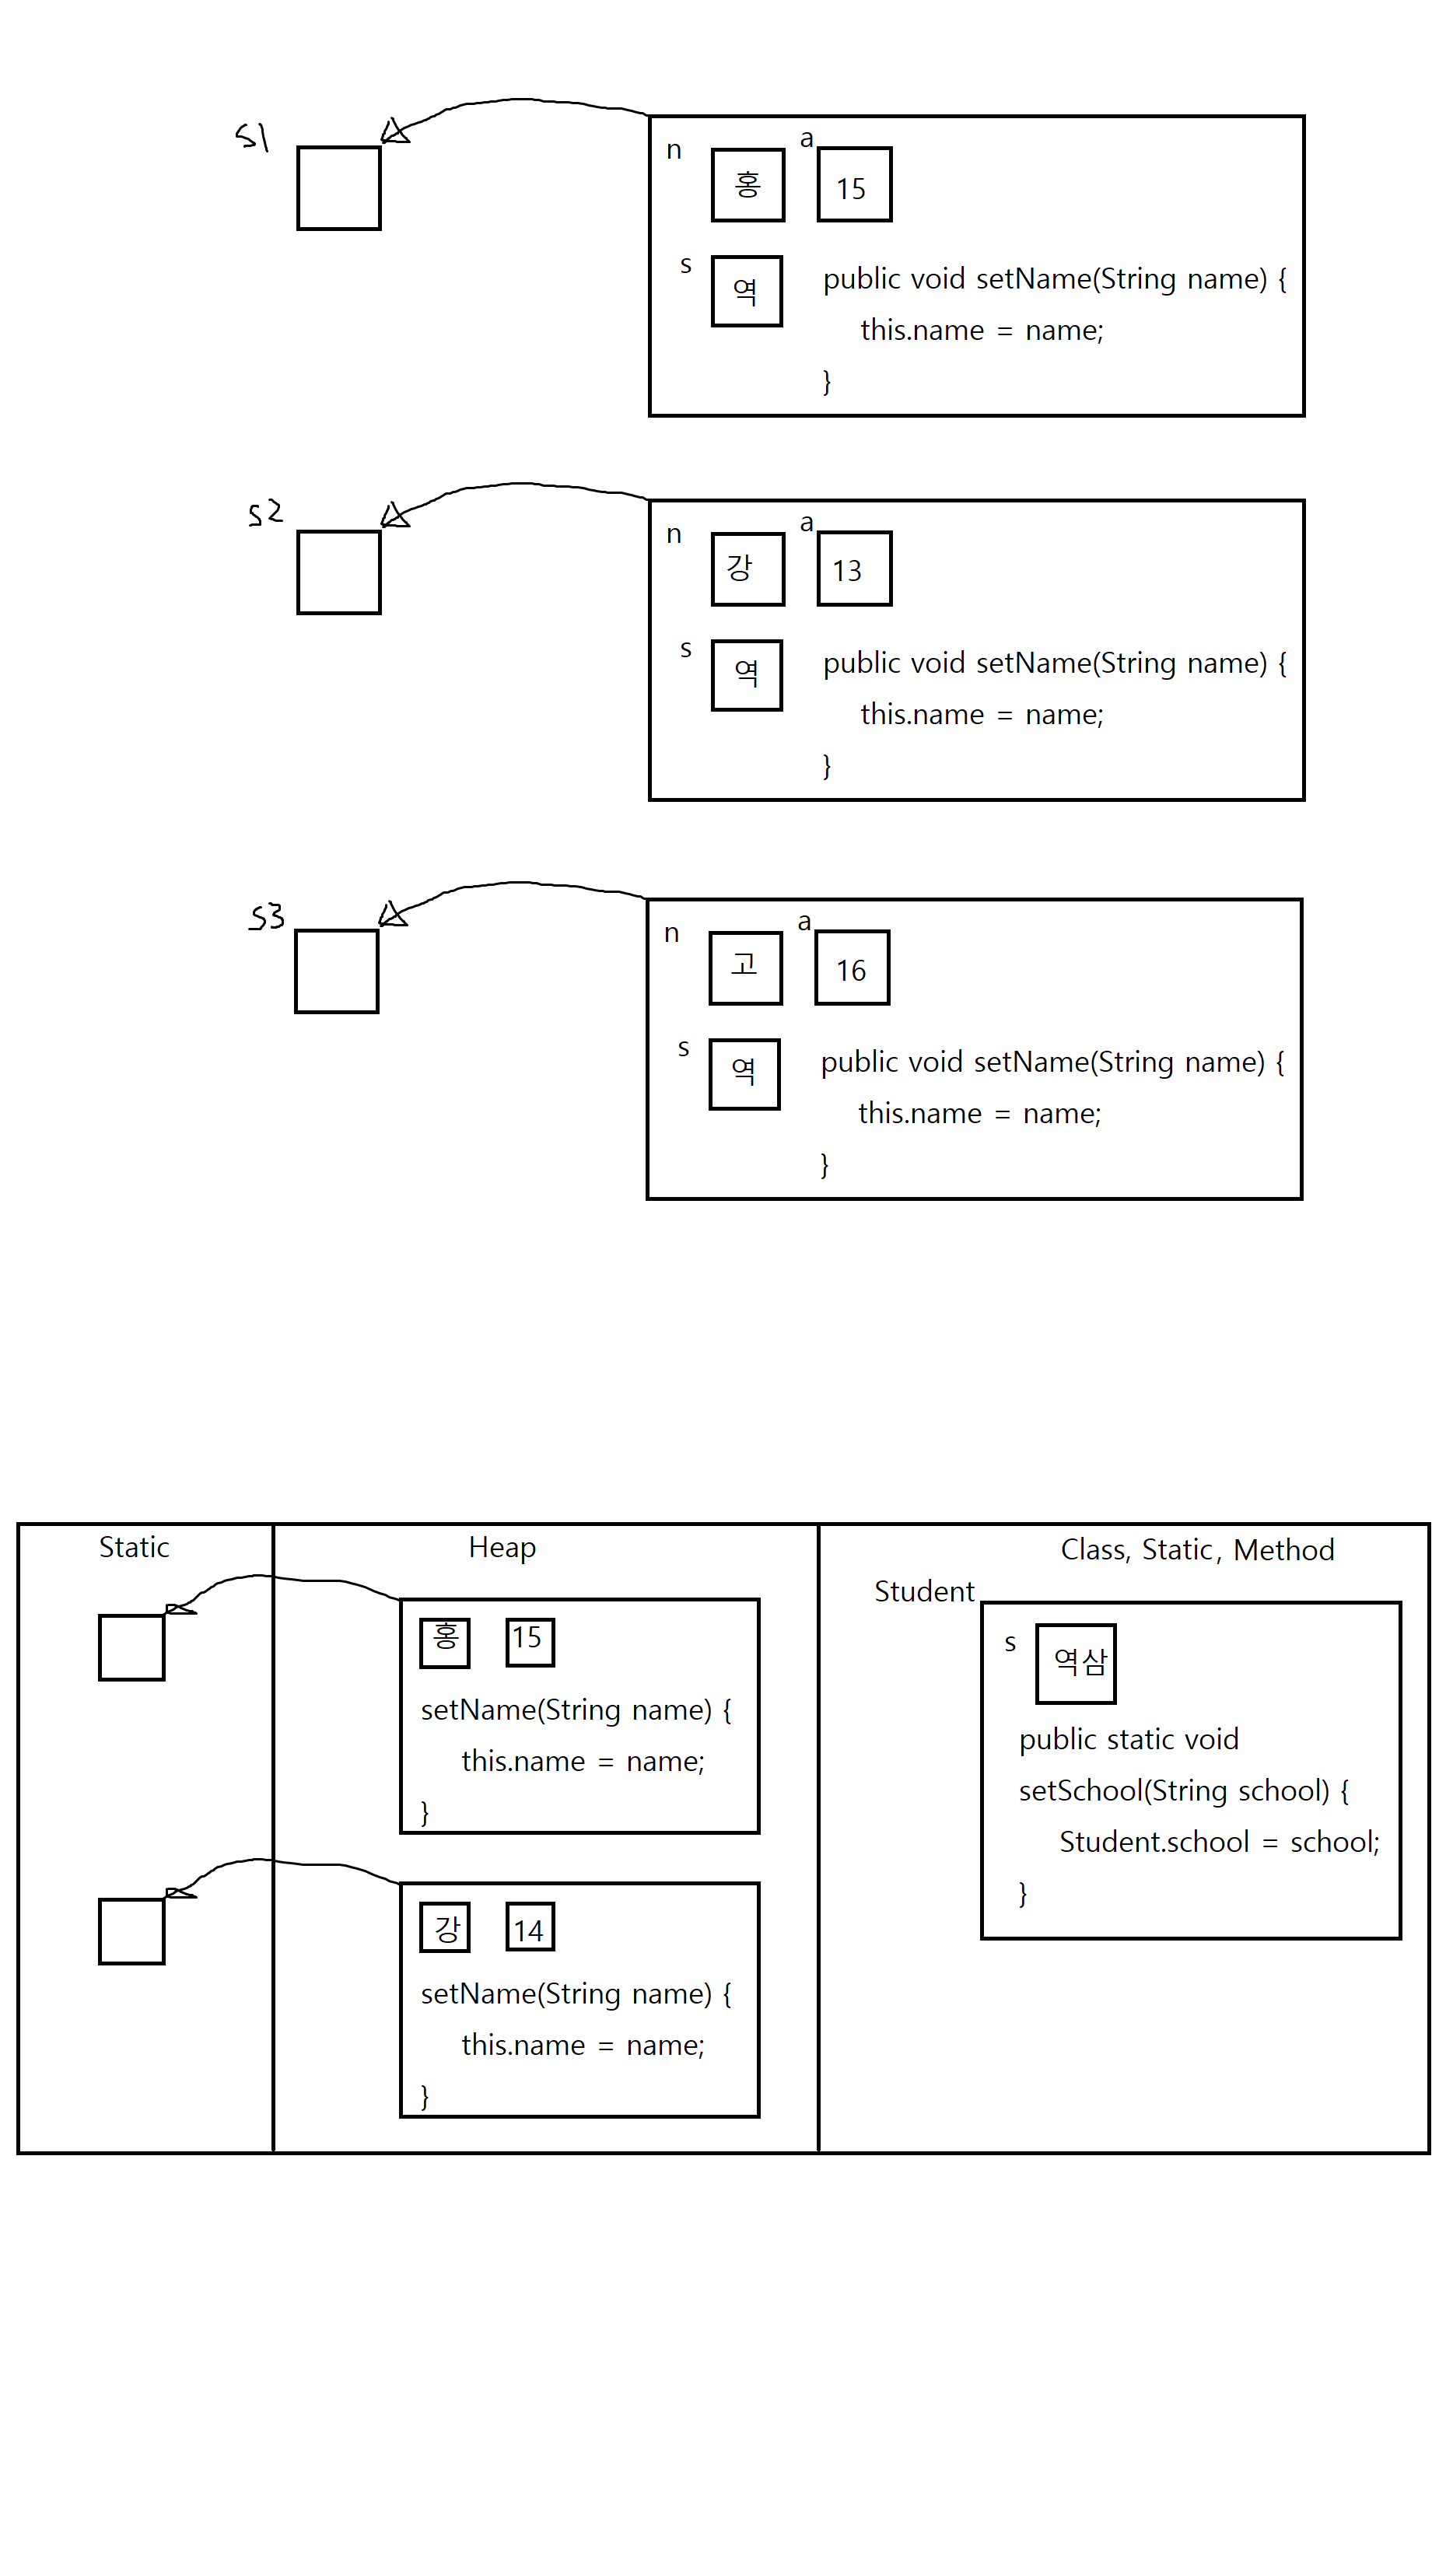 s1
n 홍 a 15
s 역 public void setName(String name) {
this.name = name;
}
s2
n 강 a 13
s 역 public void setName(String name) {
this.name = name;
}
s3
n 고 a 16
s 역 public void setName(String name) {
this.name = name;
}
Static
Heap
Class, Static, Method
홍 15
setName(String name) {
this.name = name;
}
강 14
setName(String name) {
this.name = name;
}
Student
s 역삼
public static void
setSchool(String school) {
Student.school = school;
}